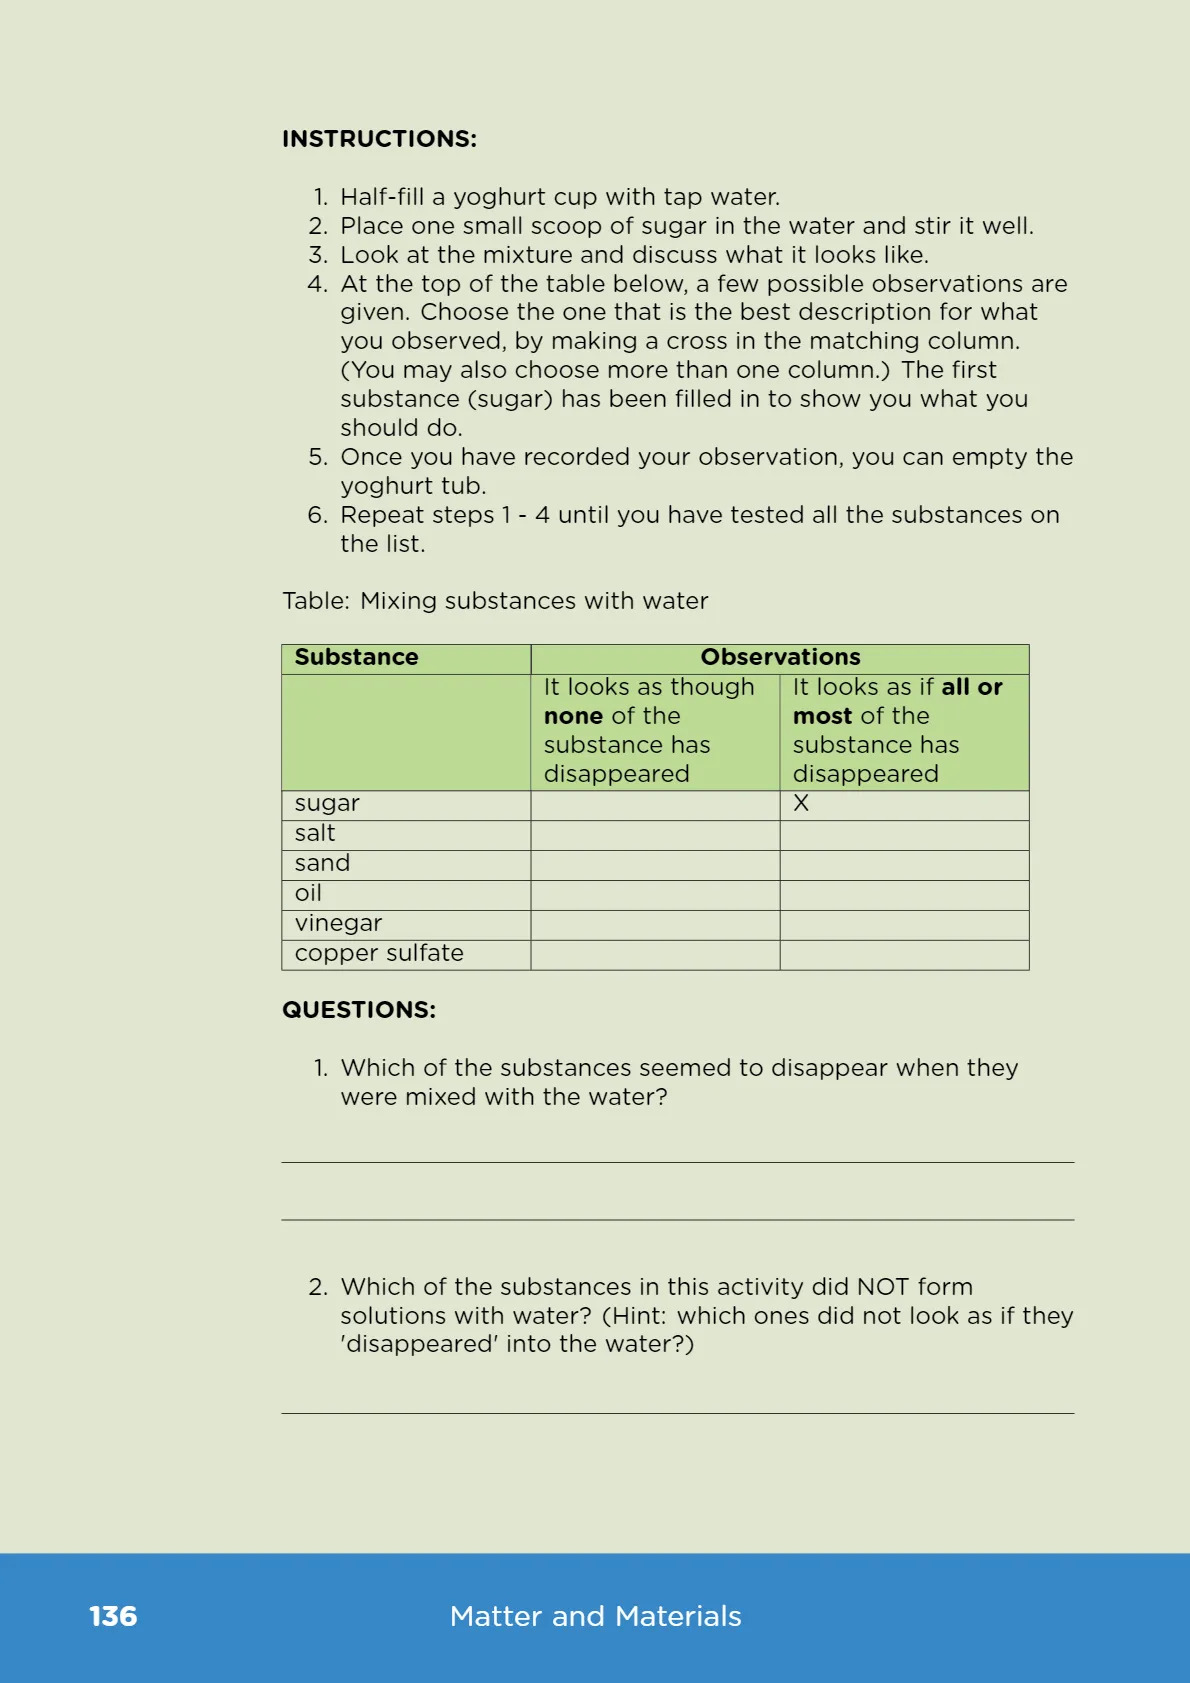 INSTRUCTIONS:
1. Half-fill a yoghurt cup with tap water.
2. Place one small scoop of sugar in the water and stir it well.
3. Look at the mixture and discuss what it looks like.
4. At the top of the table below, a few possible observations are
given. Choose the one that is the best description for what
you observed, by making a cross in the matching column.
(You may also choose more than one column.) The first
substance (sugar) has been filled in to show you what you
should do.
5. Once you have recorded your observation, you can empty the
yoghurt tub.
6. Repeat steps 1 - 4 until you have tested all the substances on
the list.
Table: Mixing substances with water
Substance Observations
It looks as though It looks as if all or
none of the most of the
substance has substance has
disappeared disappeared
sugar X
salt
sand
oil
vinegar
copper sulfate
QUESTIONS:
1. Which of the substances seemed to disappear when they
were mixed with the water?
2. Which of the substances in this activity did NOT form
solutions with water? (Hint: which ones did not look as if they
'disappeared' into the water?)
136 Matter and Materials